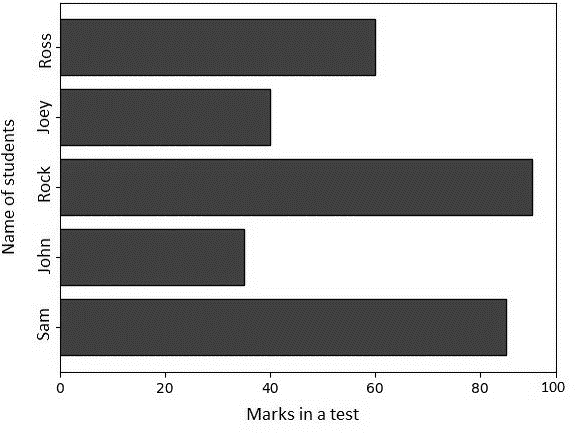 Name of students
Ross
Joey
Rock
John
Sam
0 20 40 60 80 100
Marks in a test